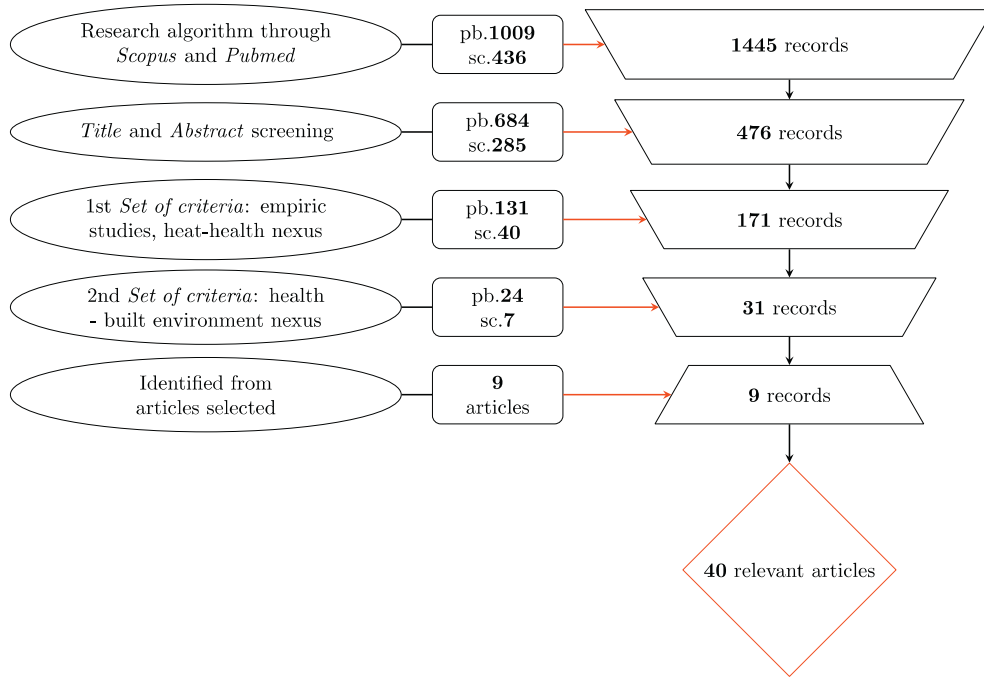 Research algorithm through
Scopus and Pubmed
pb.1009
sc.436
1445 records
Title and Abstract screening
pb.684
sc.285
476 records
1st Set of criteria: empiric
studies, heat-health nexus
pb.131
sc.40
171 records
2nd Set of criteria: health
- built environment nexus
pb.24
sc.7
31 records
Identified from
articles selected
9
articles
9 records
40 relevant articles